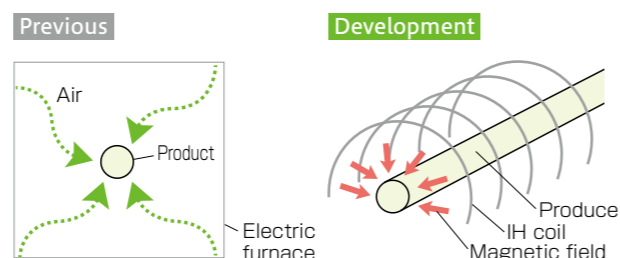 Previous
Air
Product
Electric
furnace
Development
Produce
IH coil
Magnetic field